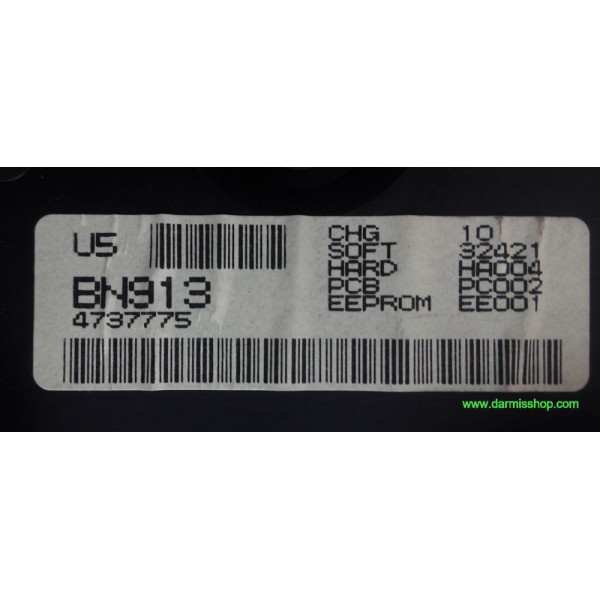 U5
BN913
4737775
CHG 10
SOFT 32421
HARD HA004
PCB PC002
EEPROM EE001
www.darmisshop.com